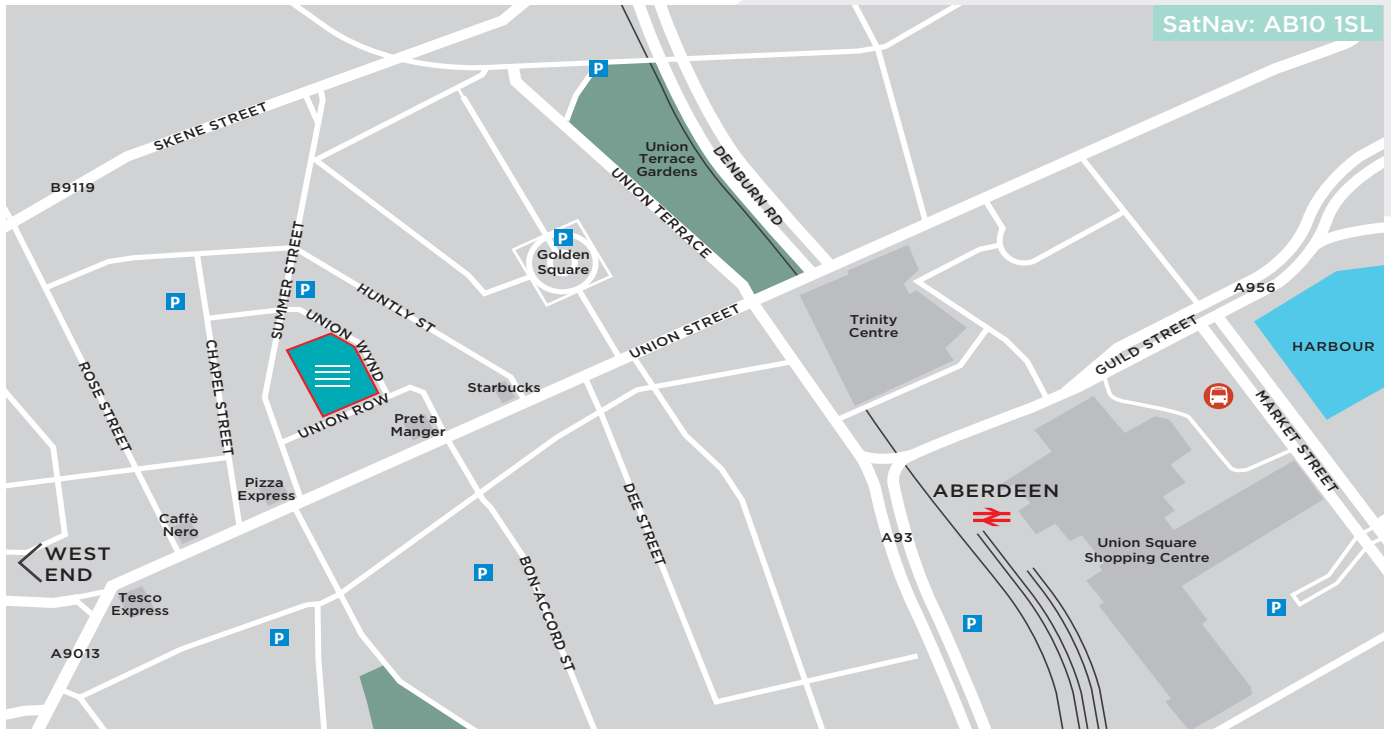 SatNav: AB10 1SL
SKENE STREET
B9119
Union
Terrace
Gardens
DENBURN RD
UNION TERRACE
P
P
Golden
Square
SUMMER STREET
P
P
HUNTLY ST
UNION WYND
UNION STREET
Trinity
Centre
A956
GUILD STREET
HARBOUR
ROSE STREET
CHAPEL STREET
UNION ROW
Starbucks
Pret a
Manger
MARKET STREET
Pizza
Express
Caffè
Nero
DEE STREET
ABERDEEN
A93
Union Square
Shopping Centre
WEST
END
BON-ACCORD ST
P
Tesco
Express
P
P
P
A9013